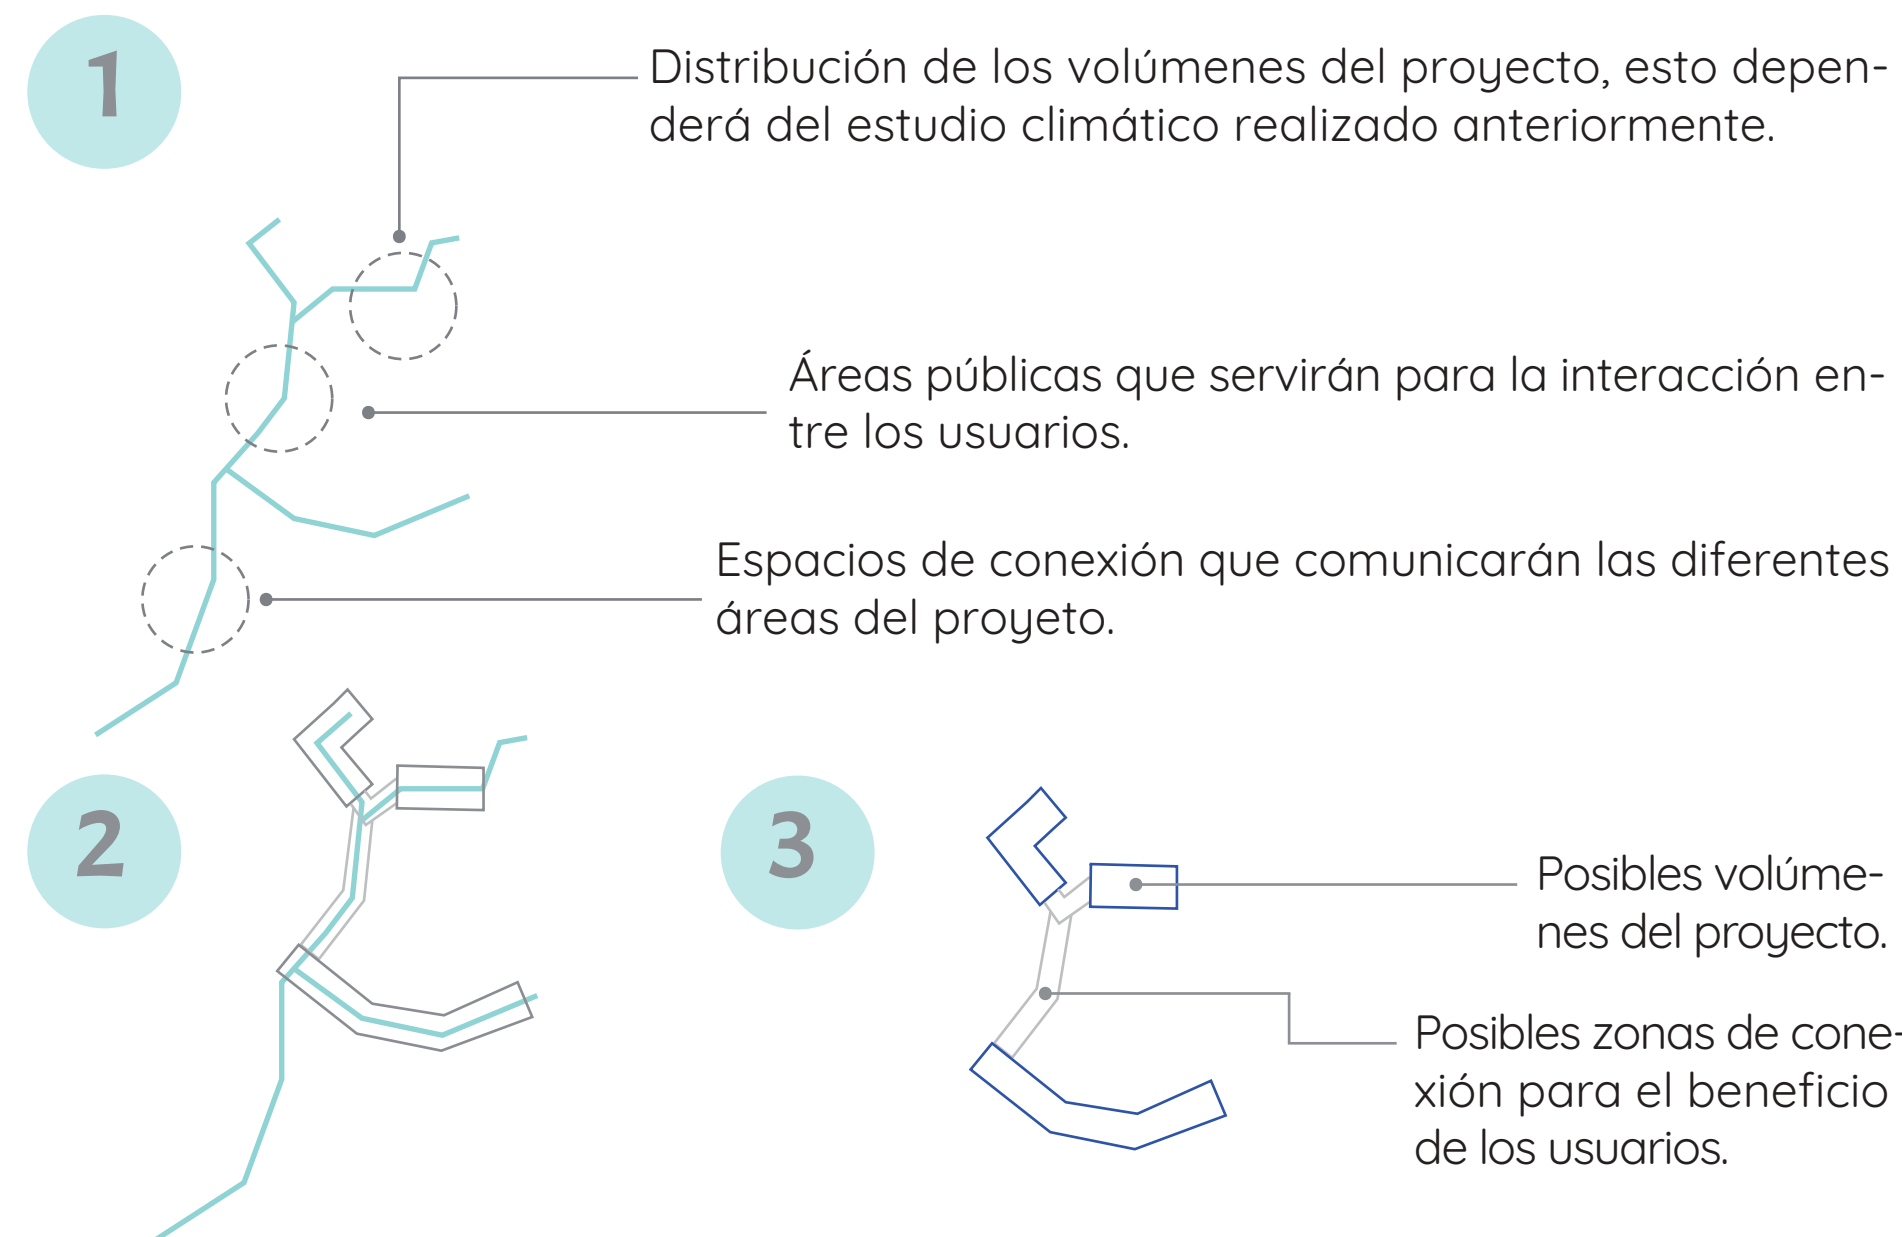 1
Distribución de los volúmenes del proyecto, esto depen-
derá del estudio climático realizado anteriormente.
Áreas públicas que servirán para la interacción en-
tre los usuarios.
Espacios de conexión que comunicarán las diferentes
áreas del proyeto.
2
3
Posibles volúme-
nes del proyecto.
Posibles zonas de cone-
xión para el beneficio
de los usuarios.